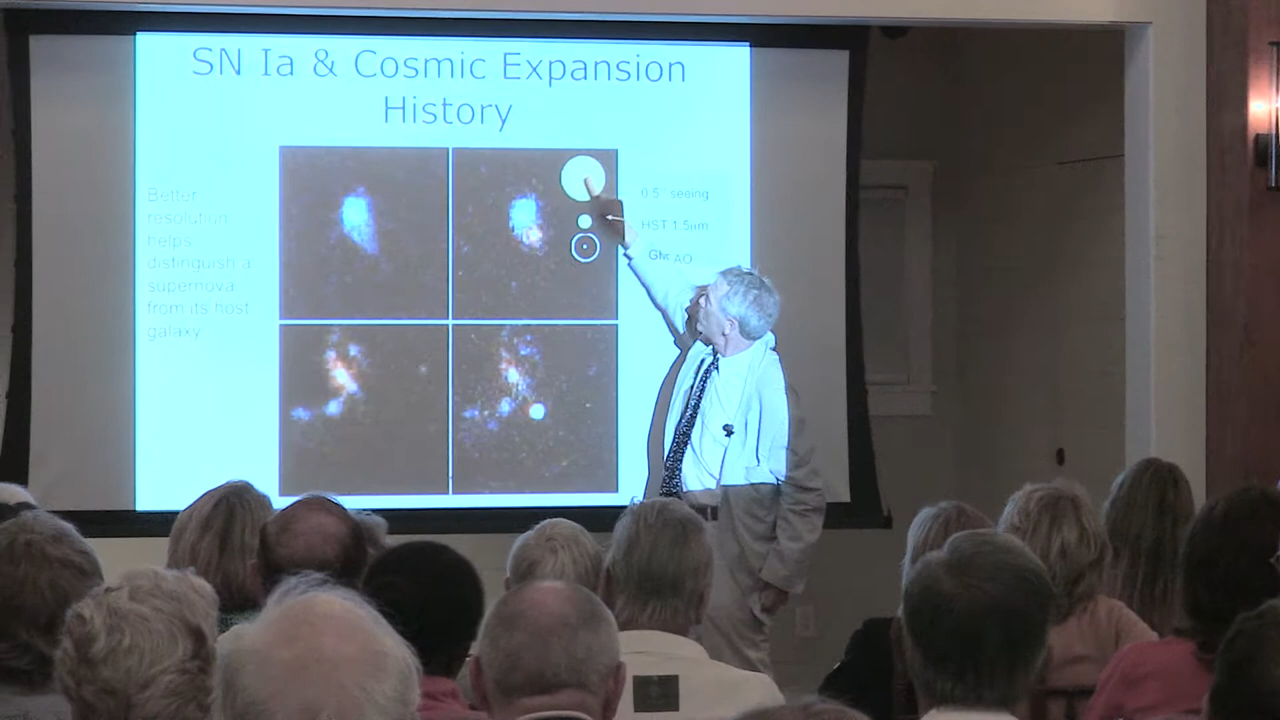 SN Ia & Cosmic Expansion
History
Better
resolution
helps
distinguish a
supernova
from its host
galaxy
0.5" seeing
HST 1.5um
AO